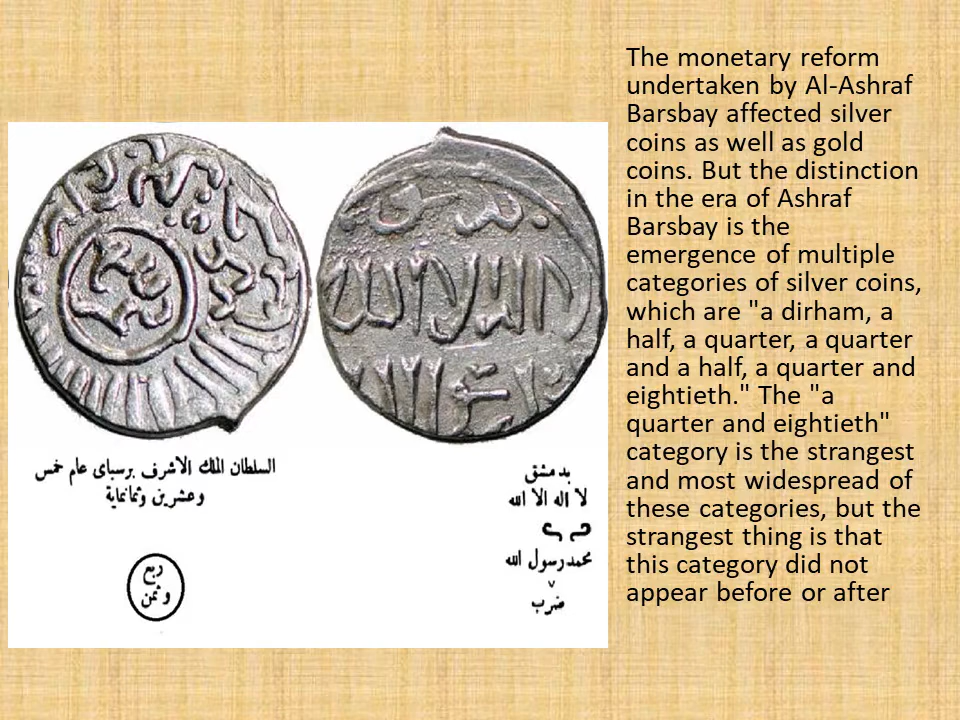 The monetary reform
undertaken by Al-Ashraf
Barsbay affected silver
coins as well as gold
coins. But the distinction
in the era of Ashraf
Barsbay is the
emergence of multiple
categories of silver coins,
which are "a dirham, a
half, a quarter, a quarter
and a half, a quarter and
eightieth." The "a
quarter and eightieth"
category is the strangest
and most widespread of
these categories, but the
strangest thing is that
this category did not
appear before or after
السلطان الملك الاشرف برسباى عام خمس
وعشرين وثمانماية
ربع
وثمن
بدمشق
لا اله الا الله
محمد رسول الله
ضرب